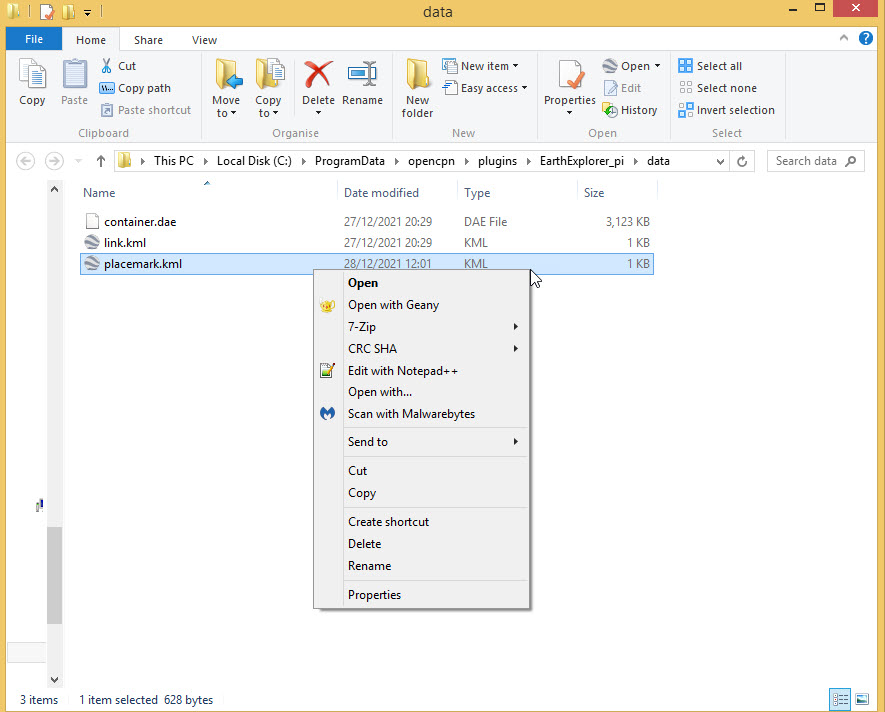 data
File Home Share View
Copy
Paste
Cut
Copy path
Paste shortcut
Clipboard
Move to
Copy to
Delete
Rename
Organise
New folder
New item
Easy access
New
Properties
Open
Edit
History
Open
Select all
Select none
Invert selection
Select
This PC Local Disk (C:) ProgramData opencpn plugins EarthExplorer_pi data
Search data
Name Date modified Type Size
container.dae 27/12/2021 20:29 DAE File 3,123 KB
link.kml 27/12/2021 20:29 KML 1 KB
placemark.kml 28/12/2021 12:01 KML 1 KB
Open
Open with Geany
7-Zip
CRC SHA
Edit with Notepad++
Open with...
Scan with Malwarebytes
Send to
Cut
Copy
Create shortcut
Delete
Rename
Properties
3 items 1 item selected 628 bytes